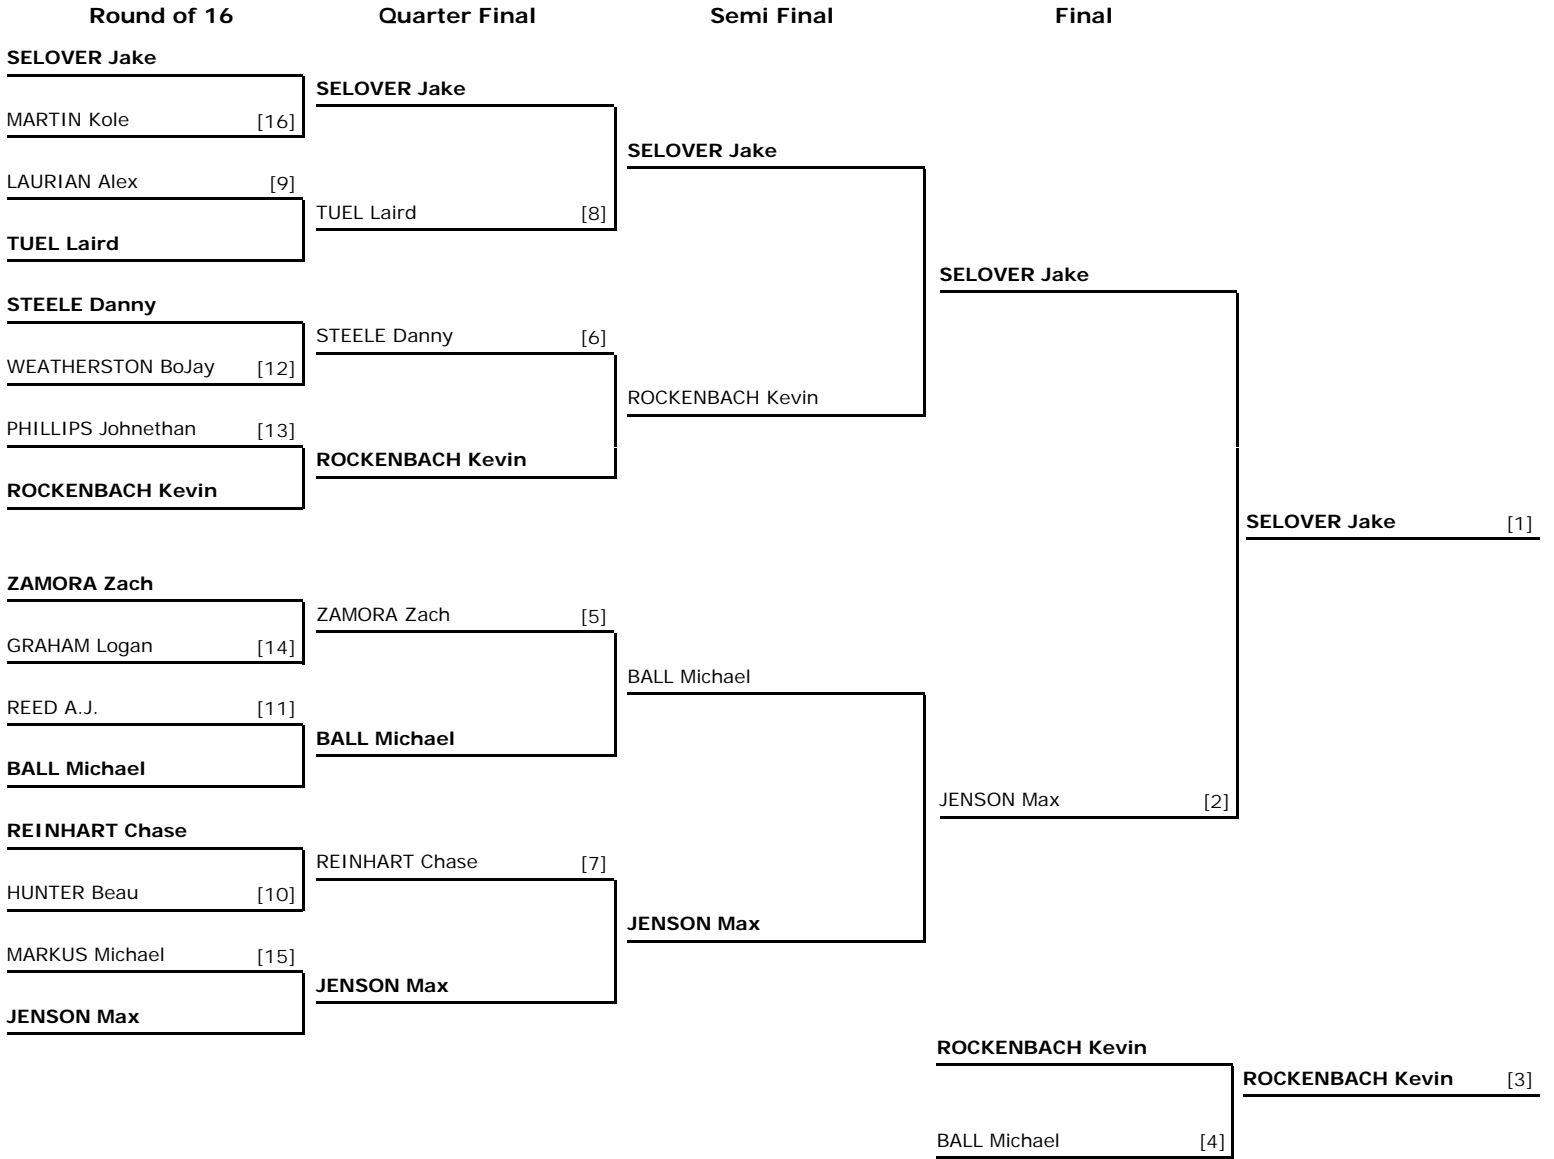 Round of 16 Quarter Final Semi Final Final
SELOVER Jake
SELOVER Jake
MARTIN Kole [16]
SELOVER Jake
LAURIAN Alex [9]
TUEL Laird [8]
TUEL Laird
SELOVER Jake
STEELE Danny
STEELE Danny [6]
WEATHERSTON BoJay [12]
ROCKENBACH Kevin
PHILLIPS Johnethan [13]
ROCKENBACH Kevin
ROCKENBACH Kevin
SELOVER Jake [1]
ZAMORA Zach
ZAMORA Zach [5]
GRAHAM Logan [14]
BALL Michael
REED A.J. [11]
BALL Michael
BALL Michael
JENSON Max [2]
REINHART Chase
REINHART Chase [7]
HUNTER Beau [10]
JENSON Max
MARKUS Michael [15]
JENSON Max
JENSON Max
ROCKENBACH Kevin
ROCKENBACH Kevin [3]
BALL Michael [4]